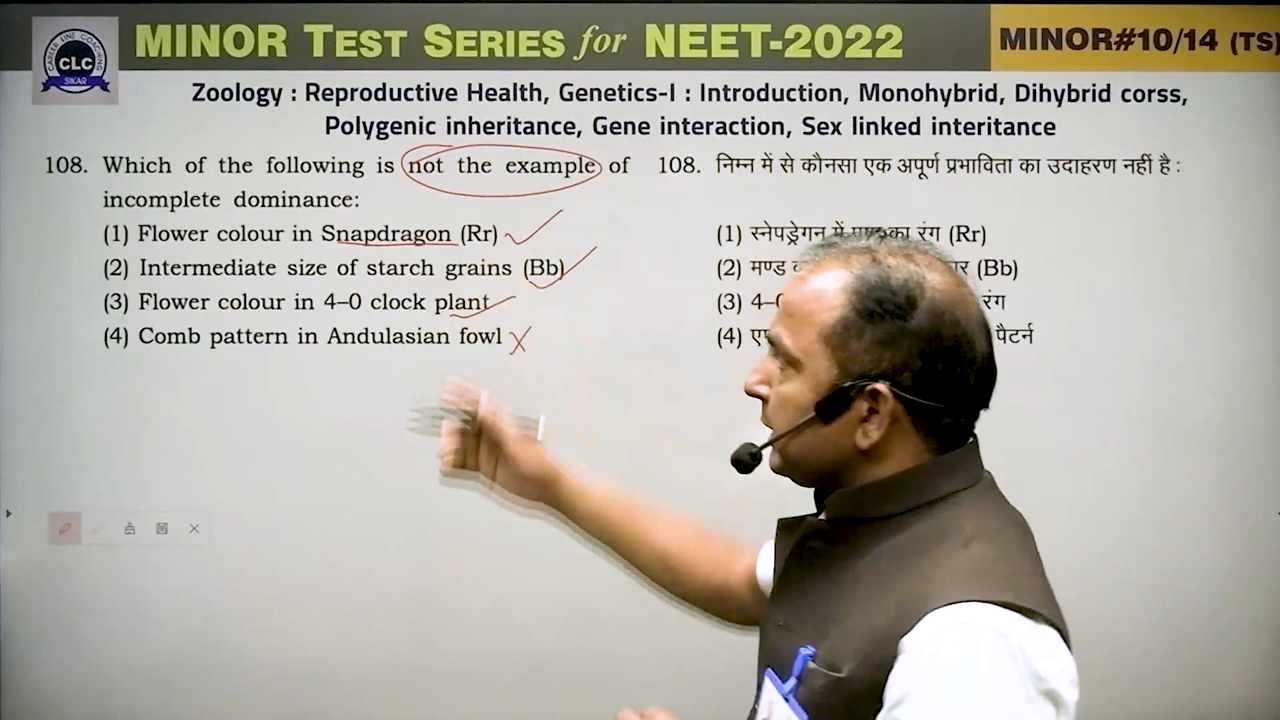 CAREER LINE COACHING
CLC
SIKAR
MINOR TEST SERIES for NEET-2022
MINOR#10/14 (TS)
Zoology : Reproductive Health, Genetics-I : Introduction, Monohybrid, Dihybrid corss,
Polygenic inheritance, Gene interaction, Sex linked interitance
108. Which of the following is not the example of
incomplete dominance:
(1) Flower colour in Snapdragon (Rr)
(2) Intermediate size of starch grains (Bb)
(3) Flower colour in 4–0 clock plant
(4) Comb pattern in Andulasian fowl
108. निम्न में से कौनसा एक अपूर्ण प्रभाविता का उदाहरण नहीं है :
(1) स्नेपड्रेगन में का रंग (Rr)
(2) मण्ड (Bb)
(3) रंग
(4) पैटर्न